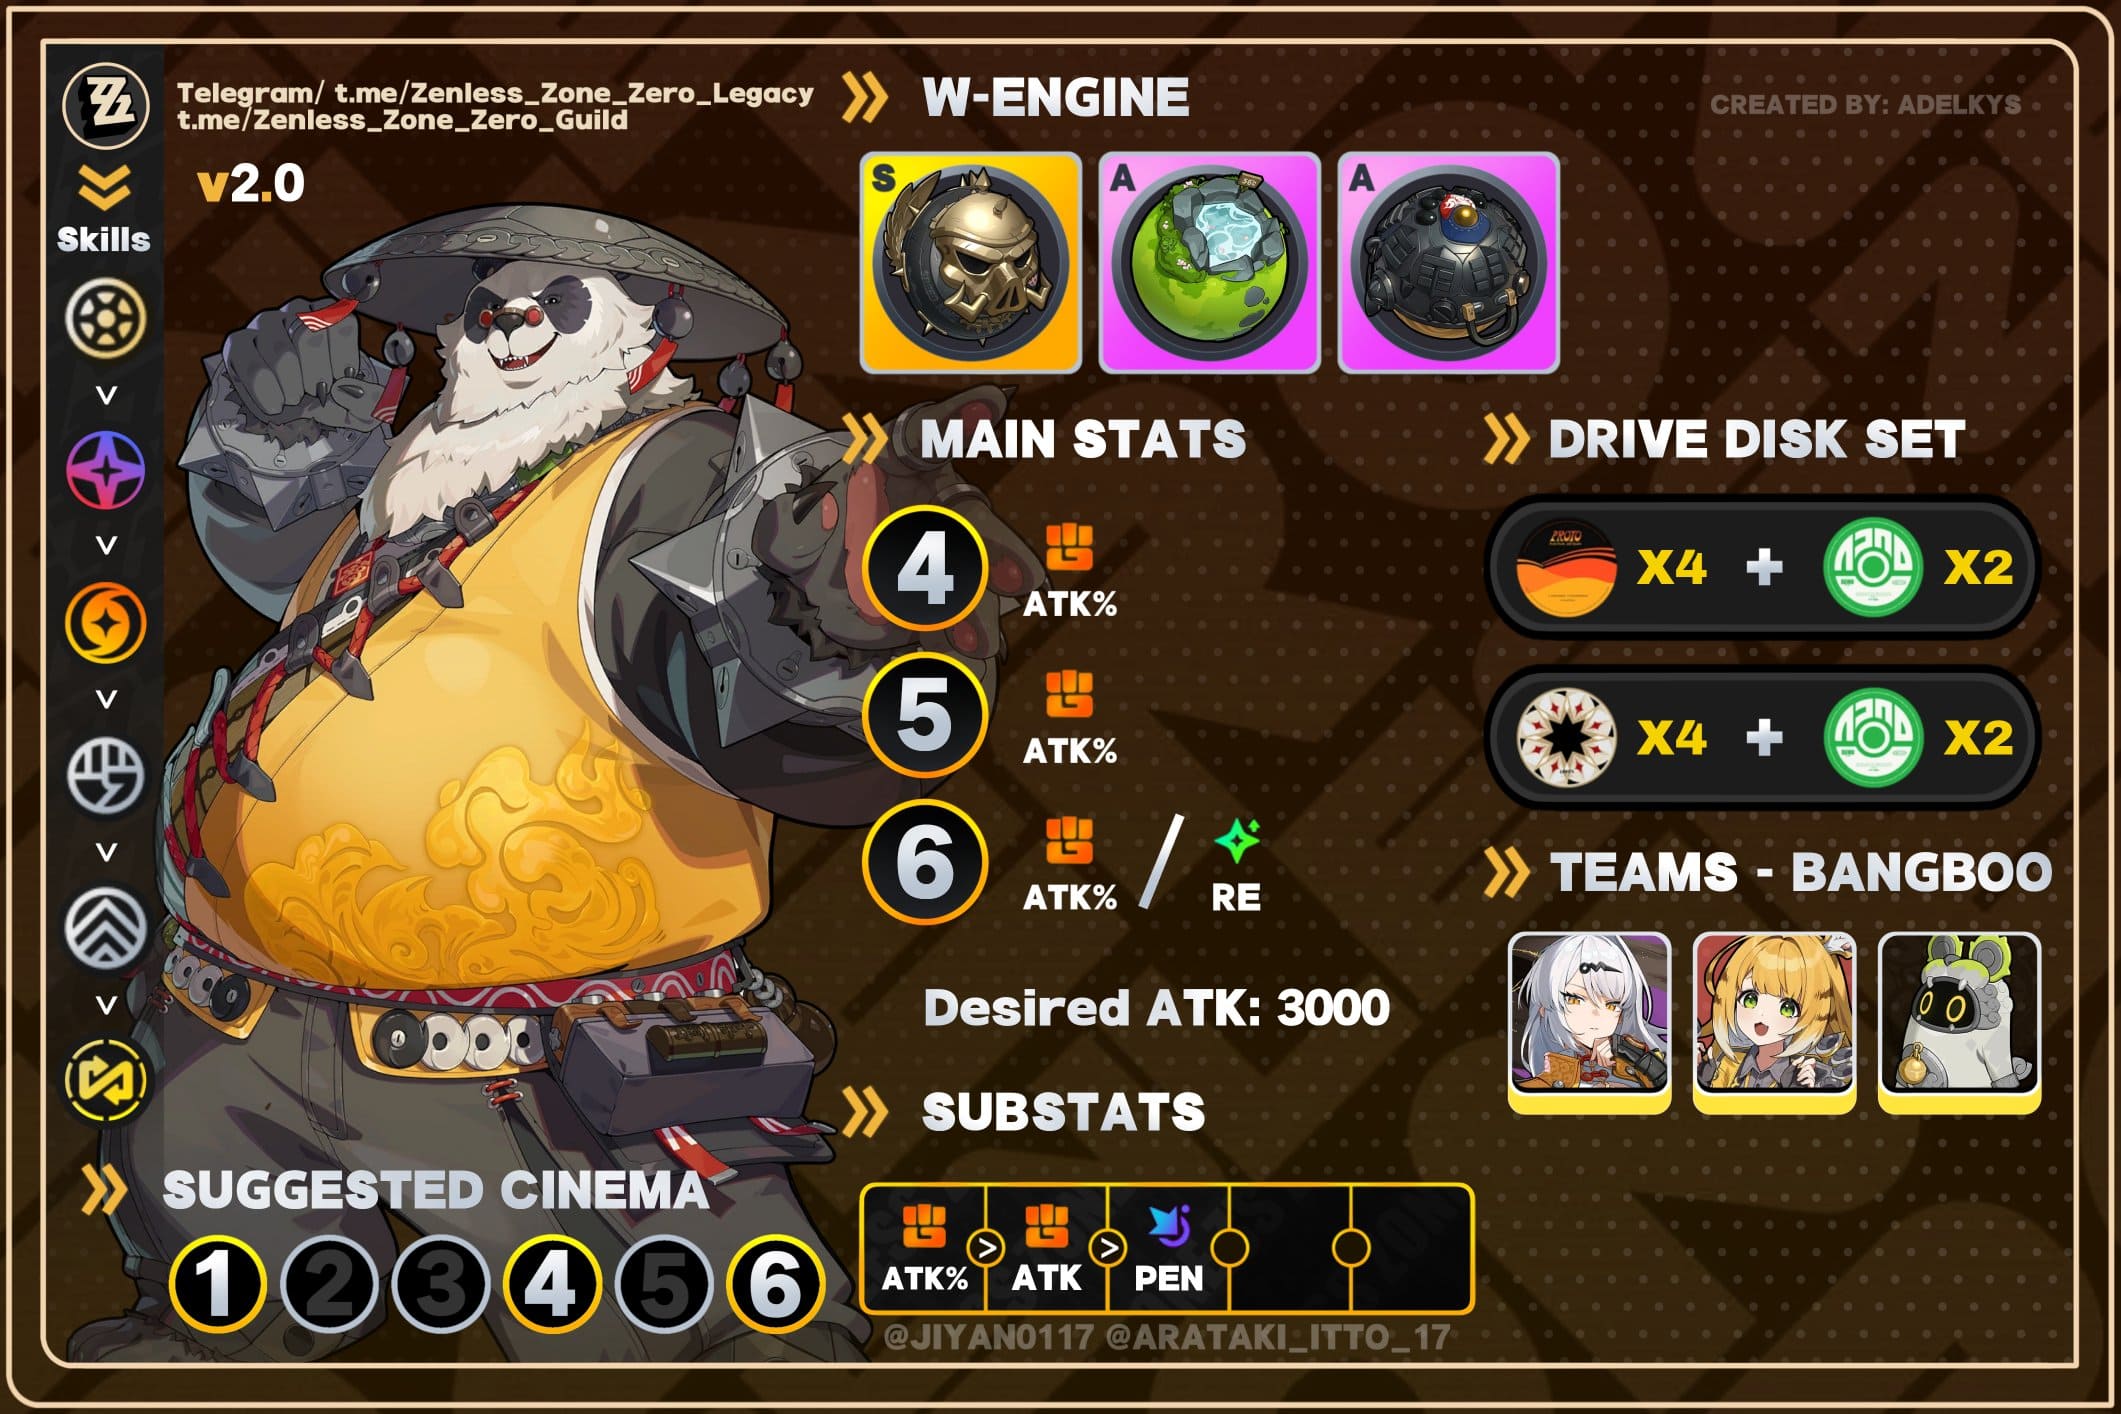 Telegram/ t.me/Zenless_Zone_Zero_Legacy
t.me/Zenless_Zone_Zero_Guild
v2.0
Skills
W-ENGINE
CREATED BY: ADELKYS
S
A
A
MAIN STATS
4
ATK%
5
ATK%
6
ATK% / RE
Desired ATK: 3000
DRIVE DISK SET
PROTO
X4 + X2
X4 + X2
TEAMS - BANGBOO
SUBSTATS
ATK% > ATK > PEN
@JIYAN0117 @ARATAKI_ITTO_17
SUGGESTED CINEMA
1 2 3 4 5 6